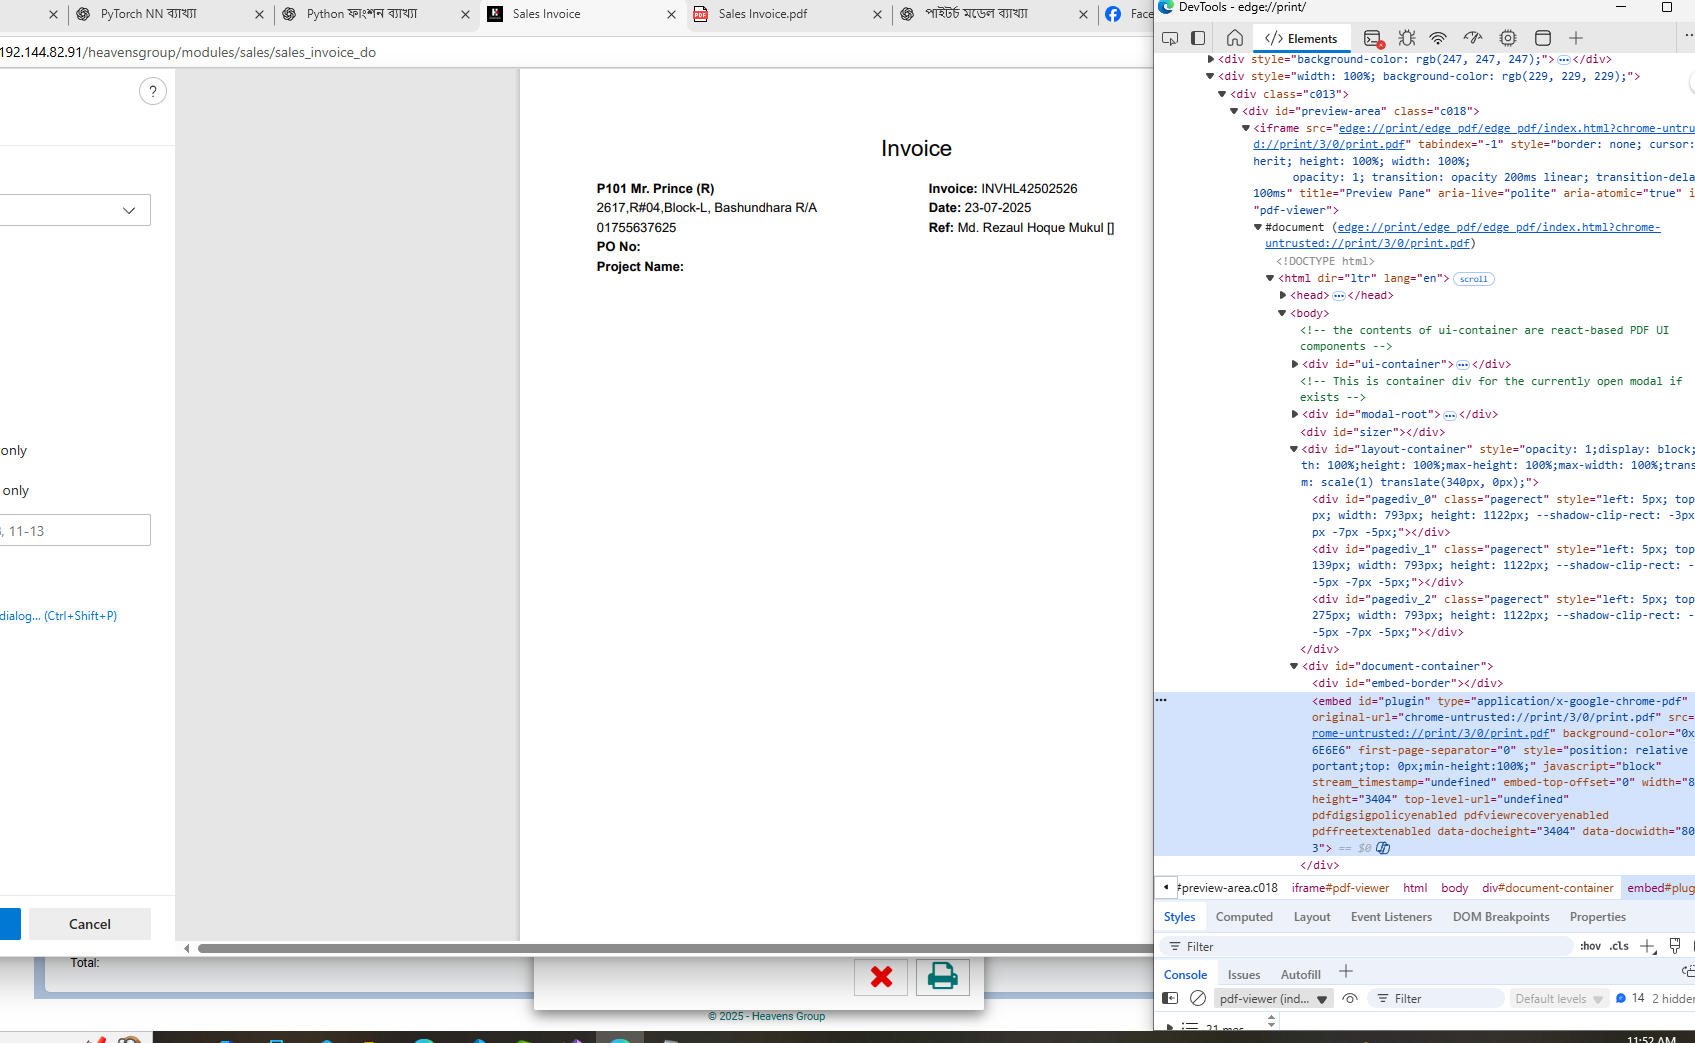 PyTorch NN ব্যাখ্যা
Python ফাংশন ব্যাখ্যা
Sales Invoice
Sales Invoice.pdf
পাইটর্চ মডেল ব্যাখ্যা
Face
192.144.82.91/heavensgroup/modules/sales/sales_invoice_do
?
only
only
, 11-13
dialog... (Ctrl+Shift+P)
Cancel
Invoice
P101 Mr. Prince (R)
2617,R#04,Block-L, Bashundhara R/A
01755637625
PO No:
Project Name:
Invoice: INVHL42502526
Date: 23-07-2025
Ref: Md. Rezaul Hoque Mukul []
Total:
© 2025 - Heavens Group
DevTools - edge://print/
Elements
<div style="background-color: rgb(247, 247, 247);"> </div>
<div style="width: 100%; background-color: rgb(229, 229, 229);">
<div class="c013">
<div id="preview-area" class="c018">
<iframe src="edge://print/edge_pdf/edge_pdf/index.html?chrome-untru
d://print/3/0/print.pdf" tabindex="-1" style="border: none; cursor:
herit; height: 100%; width: 100%;
opacity: 1; transition: opacity 200ms linear; transition-dela
100ms" title="Preview Pane" aria-live="polite" aria-atomic="true" i
"pdf-viewer">
#document (edge://print/edge_pdf/edge_pdf/index.html?chrome-
untrusted://print/3/0/print.pdf)
<!DOCTYPE html>
<html dir="ltr" lang="en"> scroll
<head> </head>
<body>
<!-- the contents of ui-container are react-based PDF UI
components -->
<div id="ui-container"> </div>
<!-- This is container div for the currently open modal if
exists -->
<div id="modal-root"> </div>
<div id="sizer"></div>
<div id="layout-container" style="opacity: 1;display: block;
th: 100%;height: 100%;max-height: 100%;max-width: 100%;trans
m: scale(1) translate(340px, 0px);">
<div id="pagediv_0" class="pagerect" style="left: 5px; top
px; width: 793px; height: 1122px; --shadow-clip-rect: -3px
px -7px -5px;"></div>
<div id="pagediv_1" class="pagerect" style="left: 5px; top
139px; width: 793px; height: 1122px; --shadow-clip-rect: -
-5px -7px -5px;"></div>
<div id="pagediv_2" class="pagerect" style="left: 5px; top
275px; width: 793px; height: 1122px; --shadow-clip-rect: -
-5px -7px -5px;"></div>
</div>
<div id="document-container">
<div id="embed-border"></div>
<embed id="plugin" type="application/x-google-chrome-pdf"
original-url="chrome-untrusted://print/3/0/print.pdf" src=
rome-untrusted://print/3/0/print.pdf" background-color="0x
6E6E6" first-page-separator="0" style="position: relative
portant;top: 0px;min-height:100%;" javascript="block"
stream_timestamp="undefined" embed-top-offset="0" width="8
height="3404" top-level-url="undefined"
pdfdigsigpolicyenabled pdfviewrecoveryenabled
pdffreetextenabled data-docheight="3404" data-docwidth="80
3"> == $0
</div>
#preview-area.c018 iframe#pdf-viewer html body div#document-container embed#plug
Styles Computed Layout Event Listeners DOM Breakpoints Properties
Filter :hov .cls
Console Issues Autofill
pdf-viewer (ind... Filter Default levels 14 2 hidden
21 mes
11:52 AM